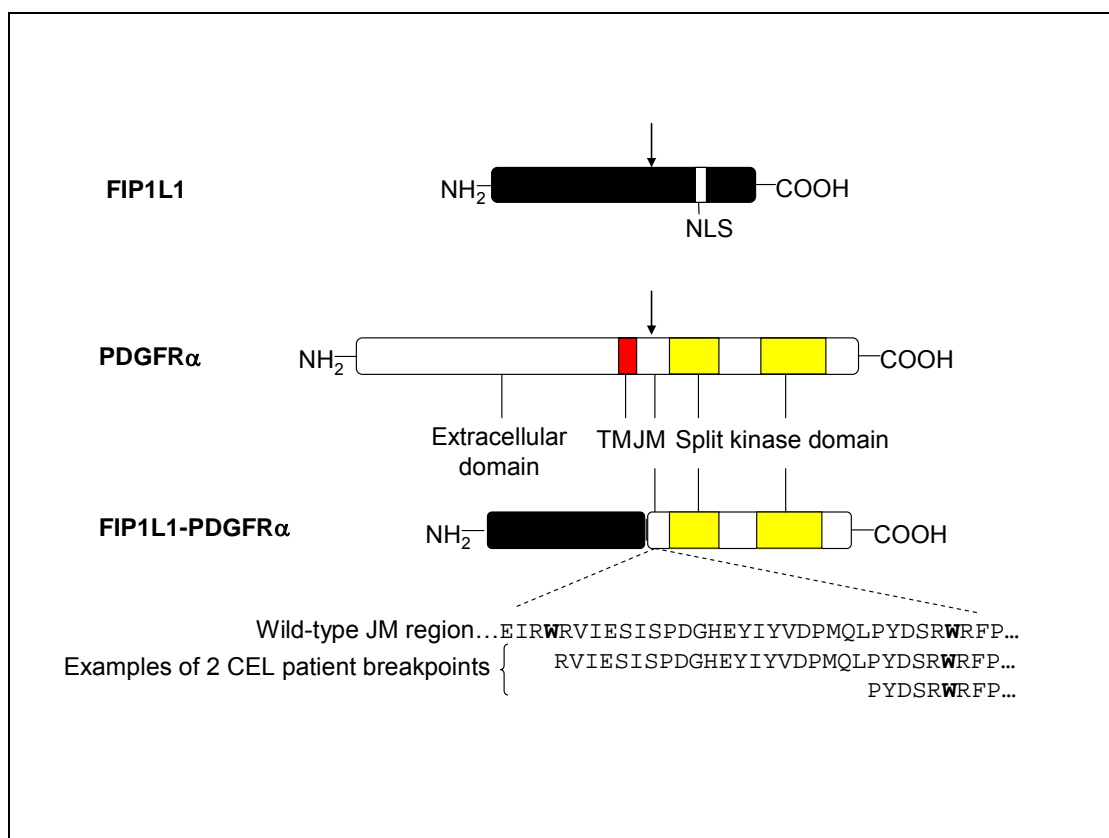 FIP1L1
NH2
COOH
NLS
PDGFRα
NH2
COOH
Extracellular
domain
TM JM Split kinase domain
FIP1L1-PDGFRα
NH2
COOH
Wild-type JM region…EIRWRVIESISPDGHEYIYVDPMQLPYDSRWRFP…
Examples of 2 CEL patient breakpoints
RVIESISPDGHEYIYVDPMQLPYDSRWRFP…
PYDSRWRFP…